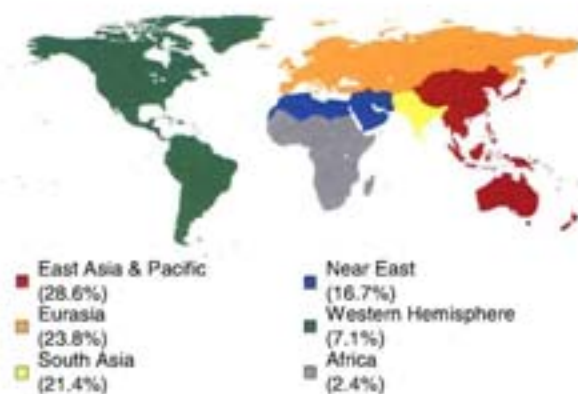 East Asia & Pacific
(28.6%)
Eurasia
(23.8%)
South Asia
(21.4%)
Near East
(16.7%)
Western Hemisphere
(7.1%)
Africa
(2.4%)